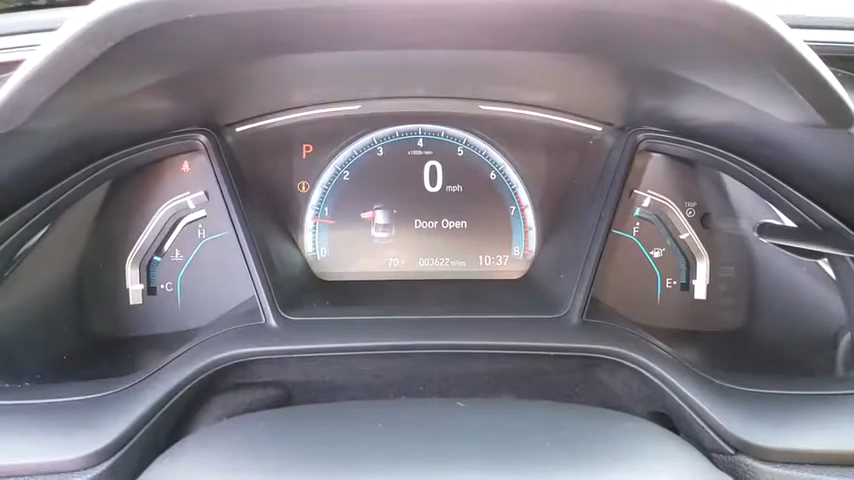 P
3 4 5
x1000r/min
2 6
0 mph
1 7
Door Open
0 8
70°F 003622 miles 10:37
H
C
TRIP
F
E